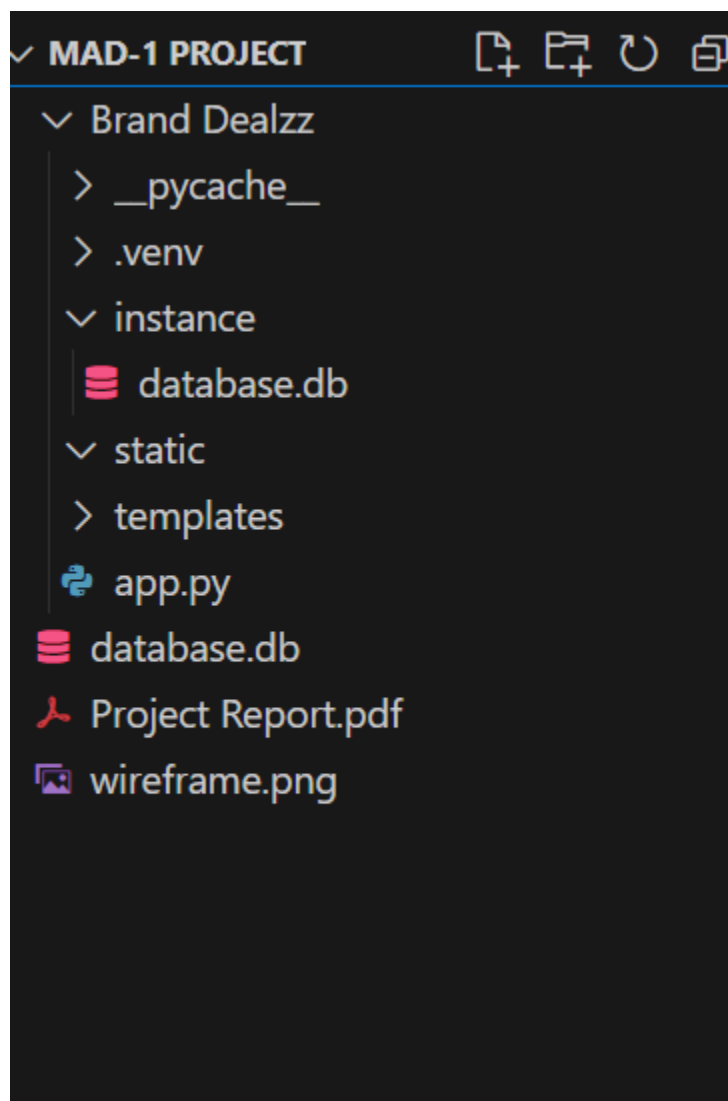 MAD-1 PROJECT
Brand Dealzz
__pycache__
.venv
instance
database.db
static
templates
app.py
database.db
Project Report.pdf
wireframe.png